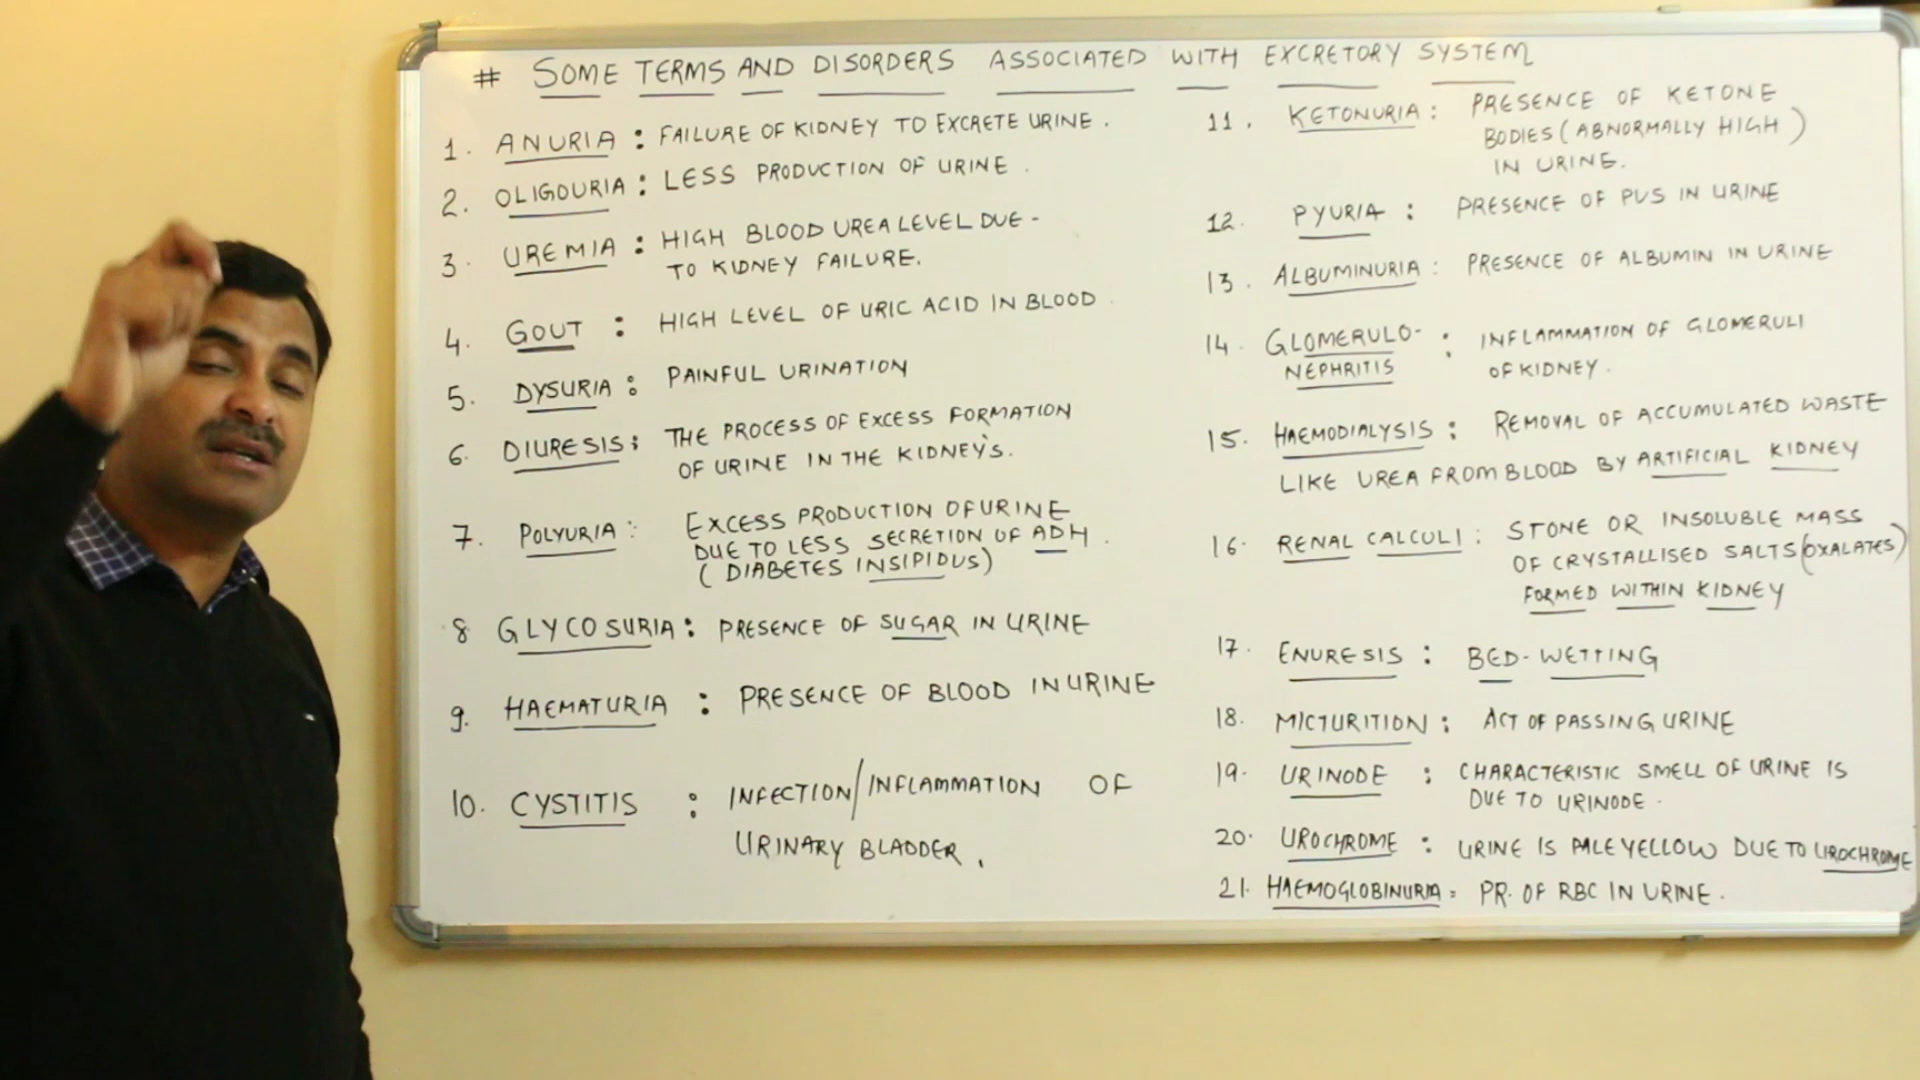 # SOME TERMS AND DISORDERS ASSOCIATED WITH EXCRETORY SYSTEM
1. ANURIA : FAILURE OF KIDNEY TO EXCRETE URINE.
2. OLIGOURIA : LESS PRODUCTION OF URINE.
3. UREMIA : HIGH BLOOD UREA LEVEL DUE-
TO KIDNEY FAILURE.
4. GOUT : HIGH LEVEL OF URIC ACID IN BLOOD.
5. DYSURIA : PAINFUL URINATION
6. DIURESIS : THE PROCESS OF EXCESS FORMATION
OF URINE IN THE KIDNEY'S.
7. POLYURIA : EXCESS PRODUCTION OF URINE
DUE TO LESS SECRETION OF ADH.
(DIABETES INSIPIDUS)
8 GLYCOSURIA : PRESENCE OF SUGAR IN URINE
9. HAEMATURIA : PRESENCE OF BLOOD IN URINE
10. CYSTITIS : INFECTION/INFLAMMATION OF
URINARY BLADDER.
11. KETONURIA : PRESENCE OF KETONE
BODIES (ABNORMALLY HIGH)
IN URINE.
12. PYURIA : PRESENCE OF PUS IN URINE
13. ALBUMINURIA : PRESENCE OF ALBUMIN IN URINE
14. GLOMERULO- : INFLAMMATION OF GLOMERULI
NEPHRITIS OF KIDNEY.
15. HAEMODIALYSIS : REMOVAL OF ACCUMULATED WASTE
LIKE UREA FROM BLOOD BY ARTIFICIAL KIDNEY
16. RENAL CALCULI : STONE OR INSOLUBLE MASS
OF CRYSTALLISED SALTS (OXALATES)
FORMED WITHIN KIDNEY
17. ENURESIS : BED-WETTING
18. MICTURITION : ACT OF PASSING URINE
19. URINODE : CHARACTERISTIC SMELL OF URINE IS
DUE TO URINODE.
20. UROCHROME : URINE IS PALE YELLOW DUE TO UROCHROME
21. HAEMOGLOBINURIA : PR. OF RBC IN URINE.